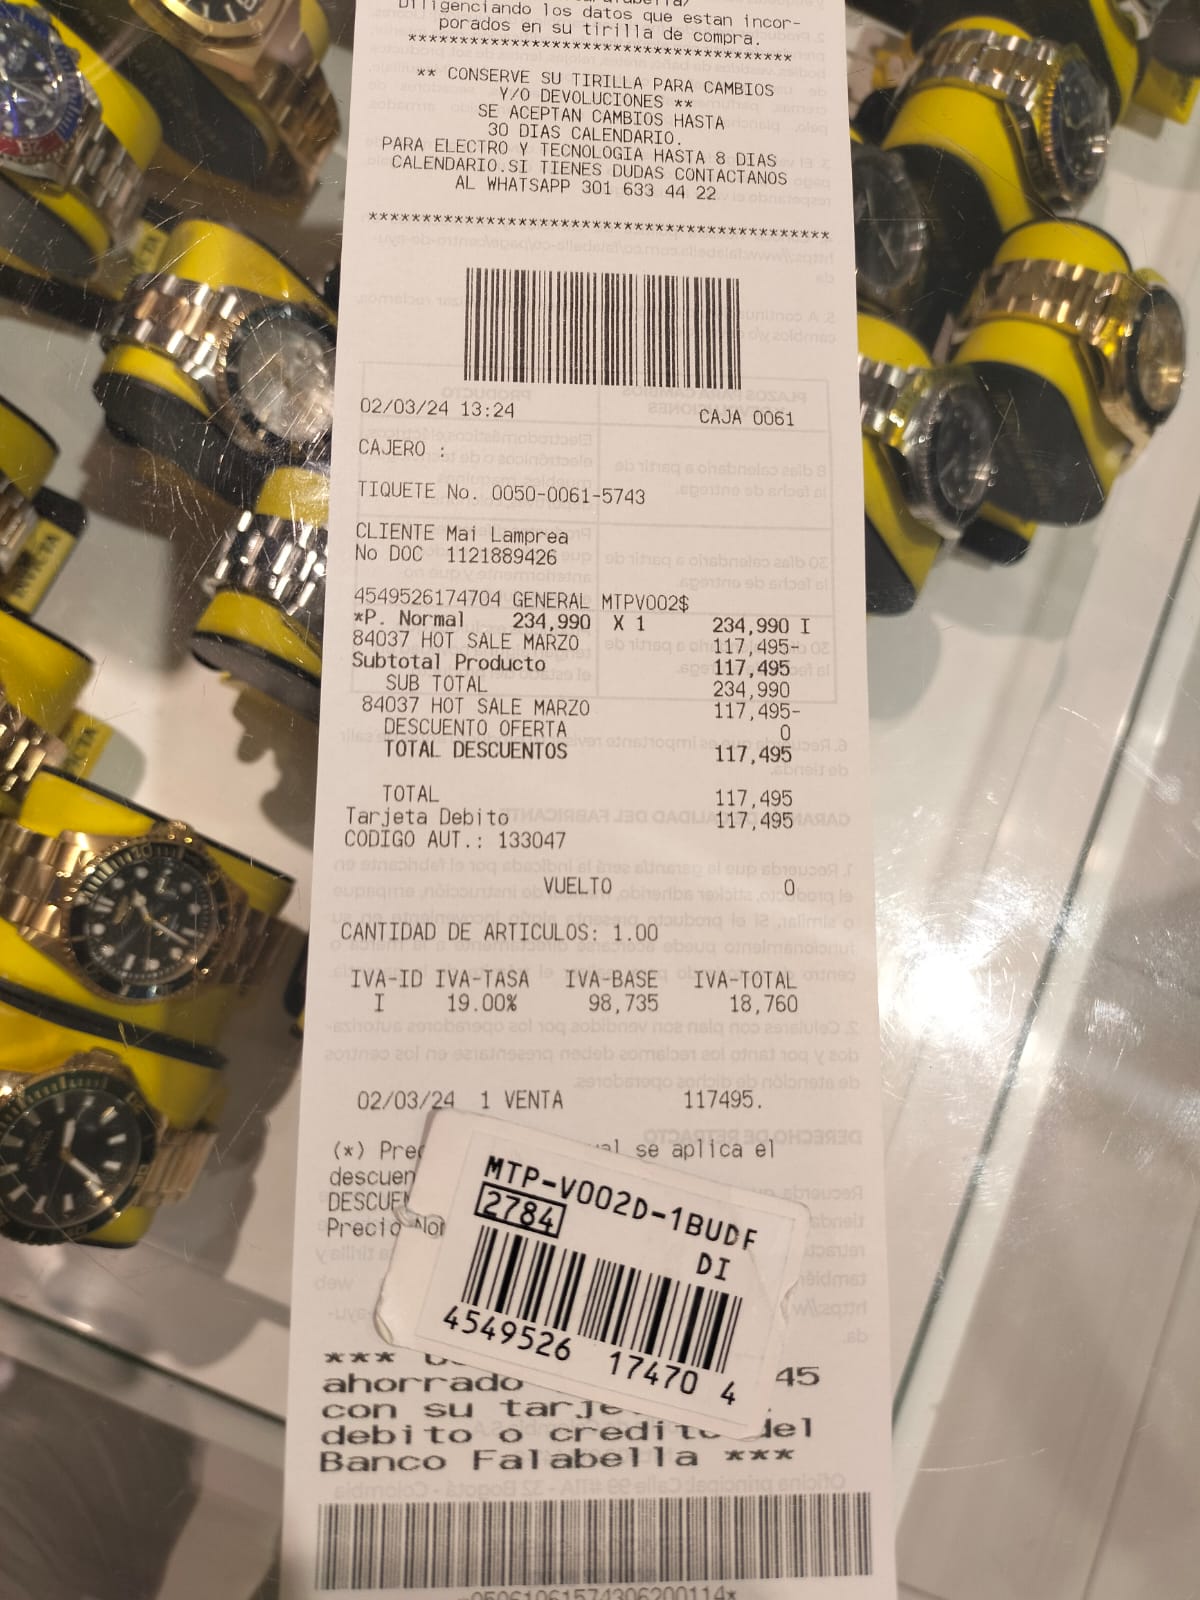 Diligenciando los datos que estan incor-
porados en su tirilla de compra.
****************************************
** CONSERVE SU TIRILLA PARA CAMBIOS
Y/O DEVOLUCIONES **
SE ACEPTAN CAMBIOS HASTA
30 DIAS CALENDARIO.
PARA ELECTRO Y TECNOLOGIA HASTA 8 DIAS
CALENDARIO.SI TIENES DUDAS CONTACTANOS
AL WHATSAPP 301 633 44 22
******************************************
02/03/24 13:24 CAJA 0061
CAJERO :
TIQUETE No. 0050-0061-5743
CLIENTE Mai Lamprea
No DOC 1121889426
4549526174704 GENERAL MTPV002$
*P. Normal 234,990 X 1 234,990 I
84037 HOT SALE MARZO 117,495-
Subtotal Producto 117,495
SUB TOTAL 234,990
84037 HOT SALE MARZO 117,495-
DESCUENTO OFERTA 0
TOTAL DESCUENTOS 117,495
TOTAL 117,495
Tarjeta Debito 117,495
CODIGO AUT.: 133047
VUELTO 0
CANTIDAD DE ARTICULOS: 1.00
IVA-ID IVA-TASA IVA-BASE IVA-TOTAL
I 19.00% 98,735 18,760
02/03/24 1 VENTA 117495.
(*) se aplica el
MTP-V002D-1BUDF
2784 DI
4549526 17470 4
***
ahorrado 45
con su
debito o credito del
Banco Falabella ***
INVICTA